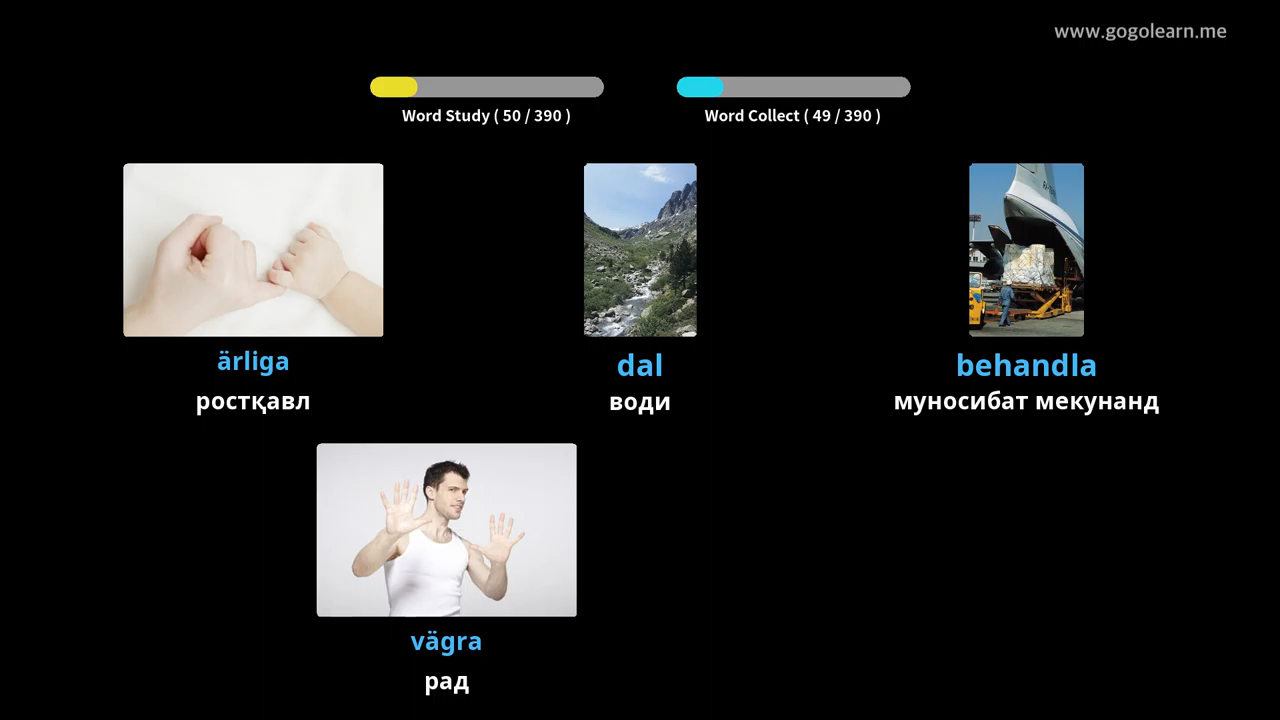 www.gogolearn.me
Word Study ( 50 / 390 )
Word Collect ( 49 / 390 )
ärliga
dal
behandla
ростқавл
води
муносибат мекунанд
vägra
рад